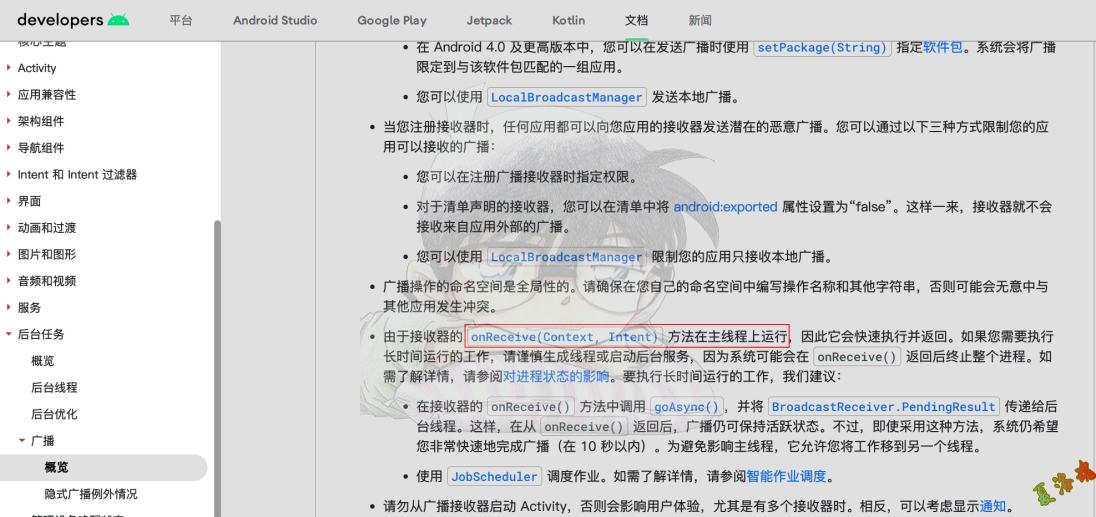 developers
平台
Android Studio
Google Play
Jetpack
Kotlin
文档
新闻
核心主题
Activity
应用兼容性
架构组件
导航组件
Intent 和 Intent 过滤器
界面
动画和过渡
图片和图形
音频和视频
服务
后台任务
概览
后台线程
后台优化
广播
概览
隐式广播例外情况
在 Android 4.0 及更高版本中，您可以在发送广播时使用 setPackage(String) 指定软件包。系统会将广播
限定到与该软件包匹配的一组应用。
您可以使用 LocalBroadcastManager 发送本地广播。
当您注册接收器时，任何应用都可以向您应用的接收器发送潜在的恶意广播。您可以通过以下三种方式限制您的应
用可以接收的广播：
您可以在注册广播接收器时指定权限。
对于清单声明的接收器，您可以在清单中将 android:exported 属性设置为“false”。这样一来，接收器就不会
接收来自应用外部的广播。
您可以使用 LocalBroadcastManager 限制您的应用只接收本地广播。
广播操作的命名空间是全局性的。请确保在您自己的命名空间中编写操作名称和其他字符串，否则可能会无意中与
其他应用发生冲突。
由于接收器的 onReceive(Context, Intent) 方法在主线程上运行，因此它会快速执行并返回。如果您需要执行
长时间运行的工作，请谨慎生成线程或启动后台服务，因为系统可能会在 onReceive() 返回后终止整个进程。如
需了解详情，请参阅对进程状态的影响。要执行长时间运行的工作，我们建议：
在接收器的 onReceive() 方法中调用 goAsync()，并将 BroadcastReceiver.PendingResult 传递给后
台线程。这样，在从 onReceive() 返回后，广播仍可保持活跃状态。不过，即使采用这种方法，系统仍希望
您非常快速地完成广播（在 10 秒以内）。为避免影响主线程，它允许您将工作移到另一个线程。
使用 JobScheduler 调度作业。如需了解详情，请参阅智能作业调度。
请勿从广播接收器启动 Activity，否则会影响用户体验，尤其是有多个接收器时。相反，可以考虑显示通知。